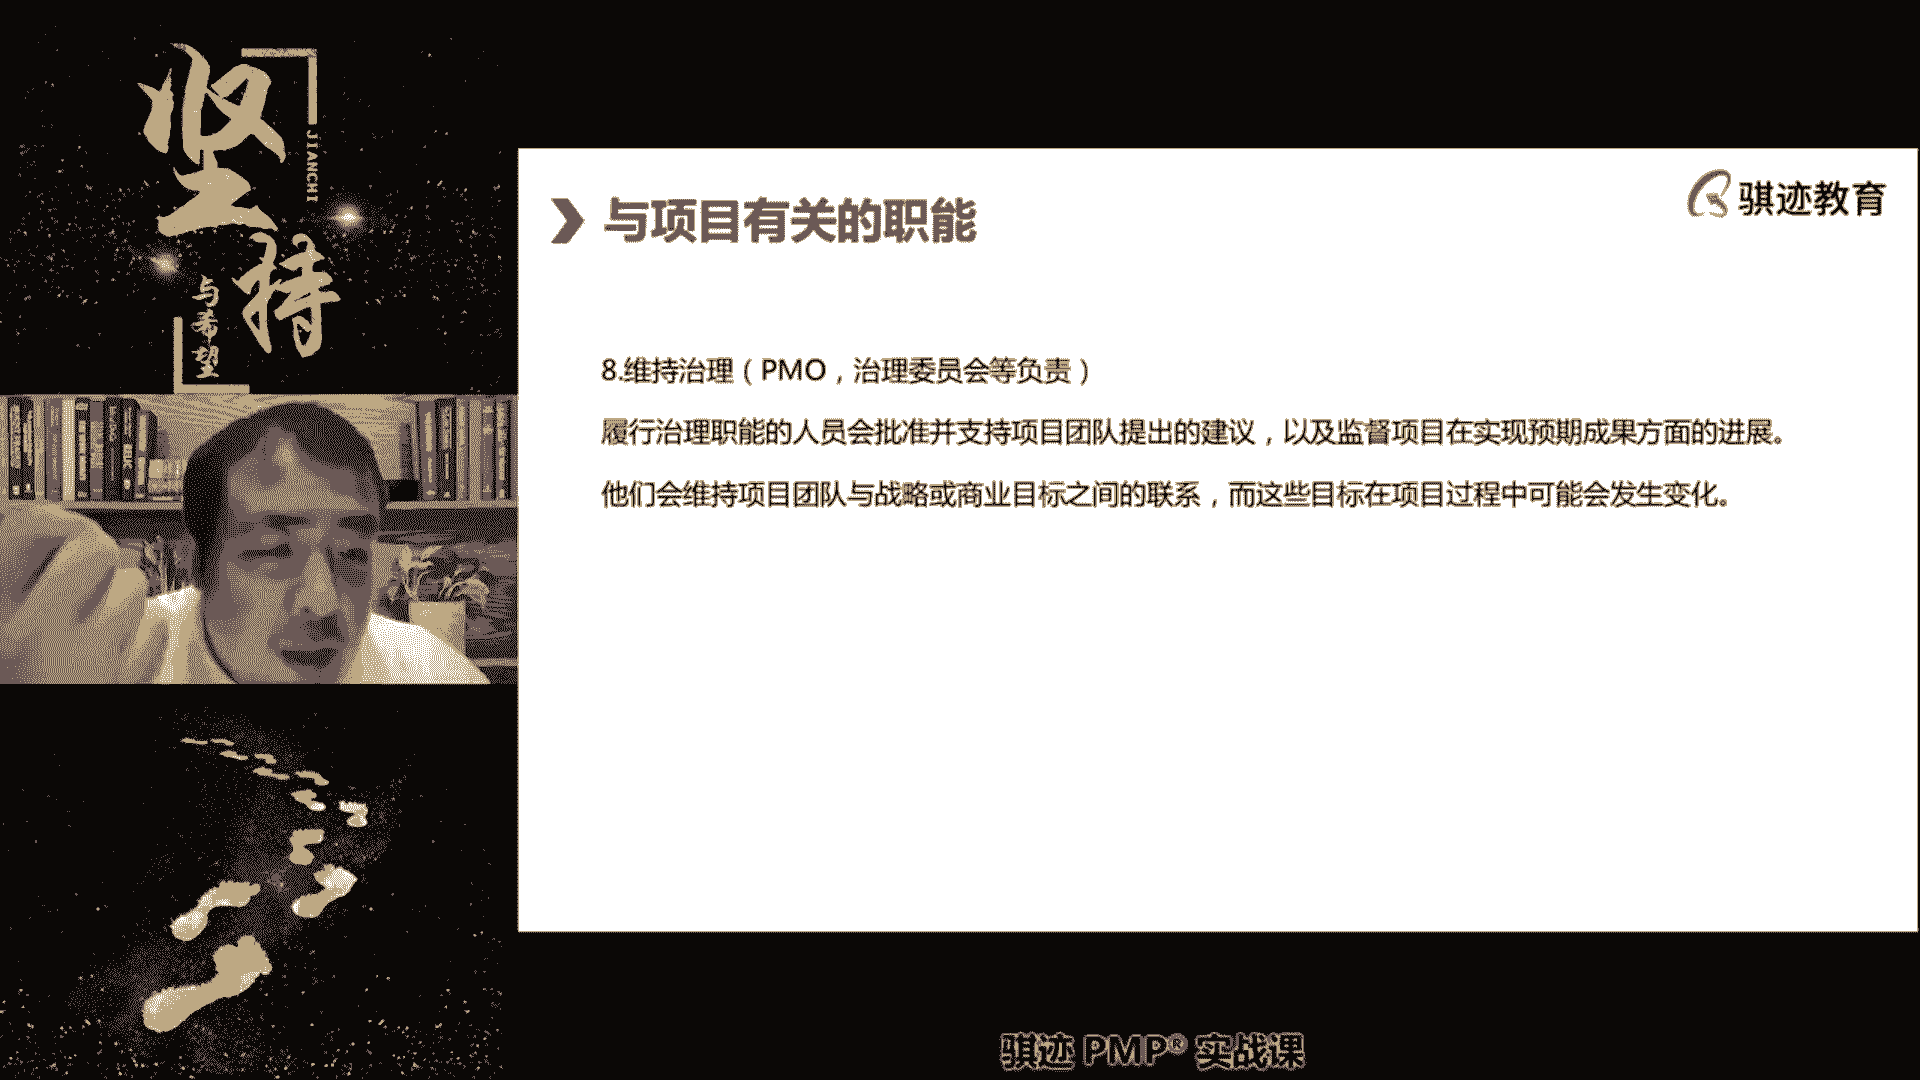 坚持
JIANCHI
与希望
与项目有关的职能
骐迹教育
8.维持治理（PMO，治理委员会等负责）
履行治理职能的人员会批准并支持项目团队提出的建议，以及监督项目在实现预期成果方面的进展。
他们会维持项目团队与战略或商业目标之间的联系，而这些目标在项目过程中可能会发生变化。
骐迹 PMP® 实战课